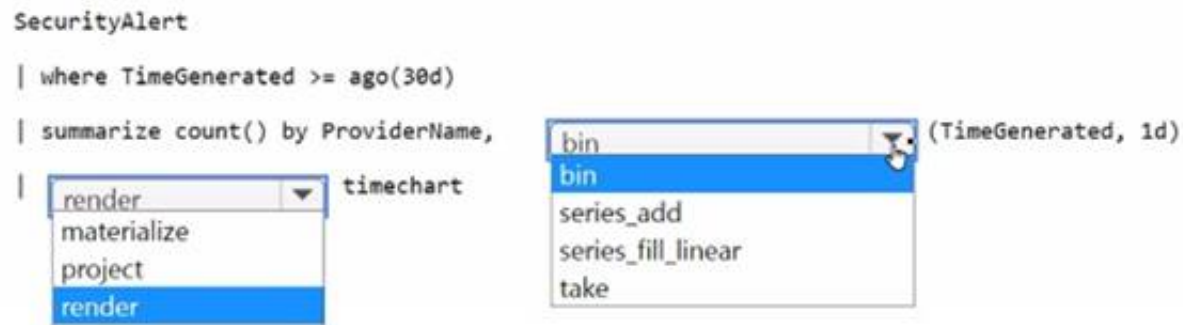 SecurityAlert
| where TimeGenerated >= ago(30d)
| summarize count() by ProviderName, bin (TimeGenerated, 1d)
bin
series_add
series_fill_linear
take
| render timechart
materialize
project
render